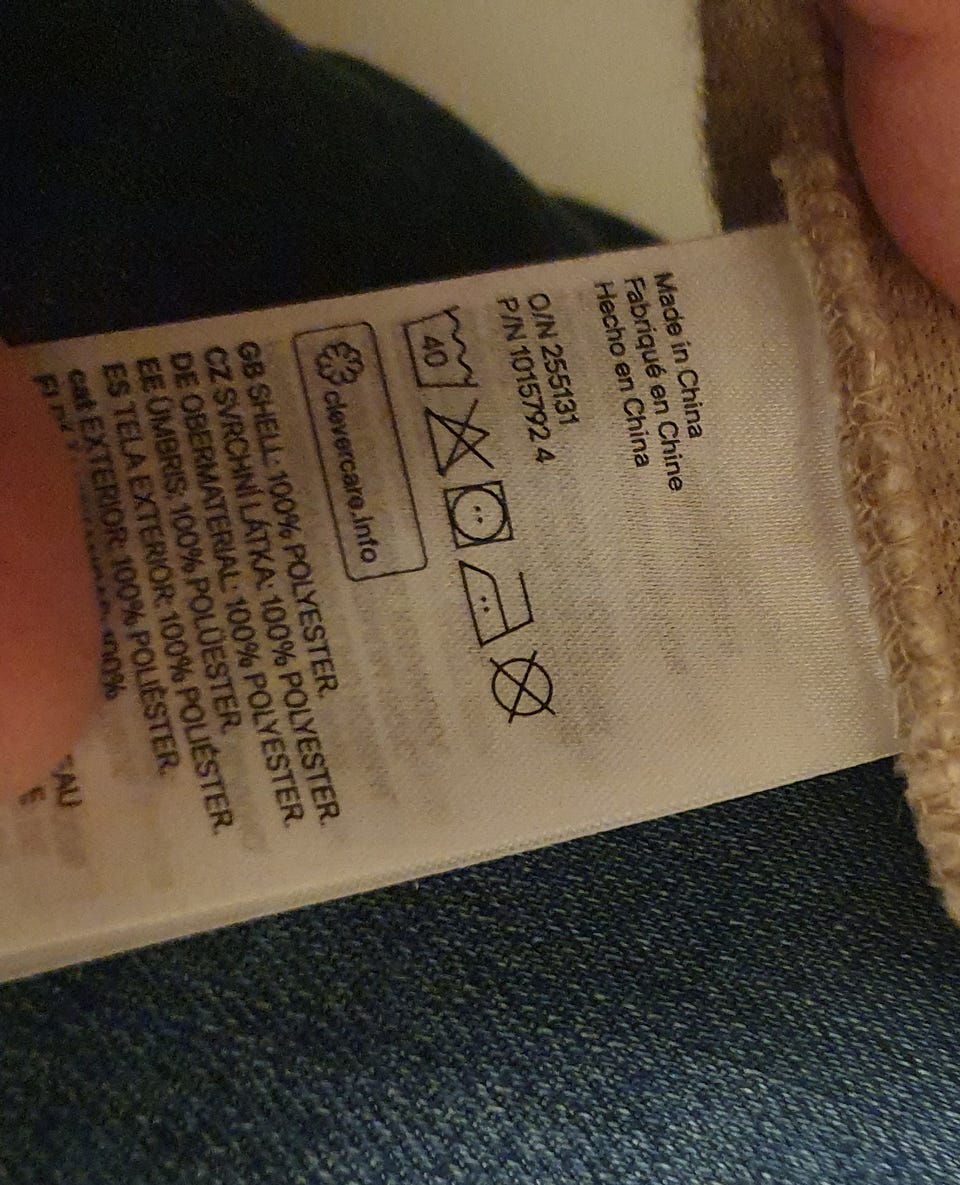 Made in China
Fabriqué en Chine
Hecho en China
O/N 255131
P/N 1015792 4
40
clevercare.info
GB SHELL: 100% POLYESTER.
CZ SVRCHNÍ LÁTKA: 100% POLYESTER.
DE OBERMATERIAL: 100% POLYESTER.
EE ÜMBRIS: 100% POLÜESTER.
ES TELA EXTERIOR: 100% POLIÉSTER.
cat EXTERIOR: 100% POLIÉSTER.
100%